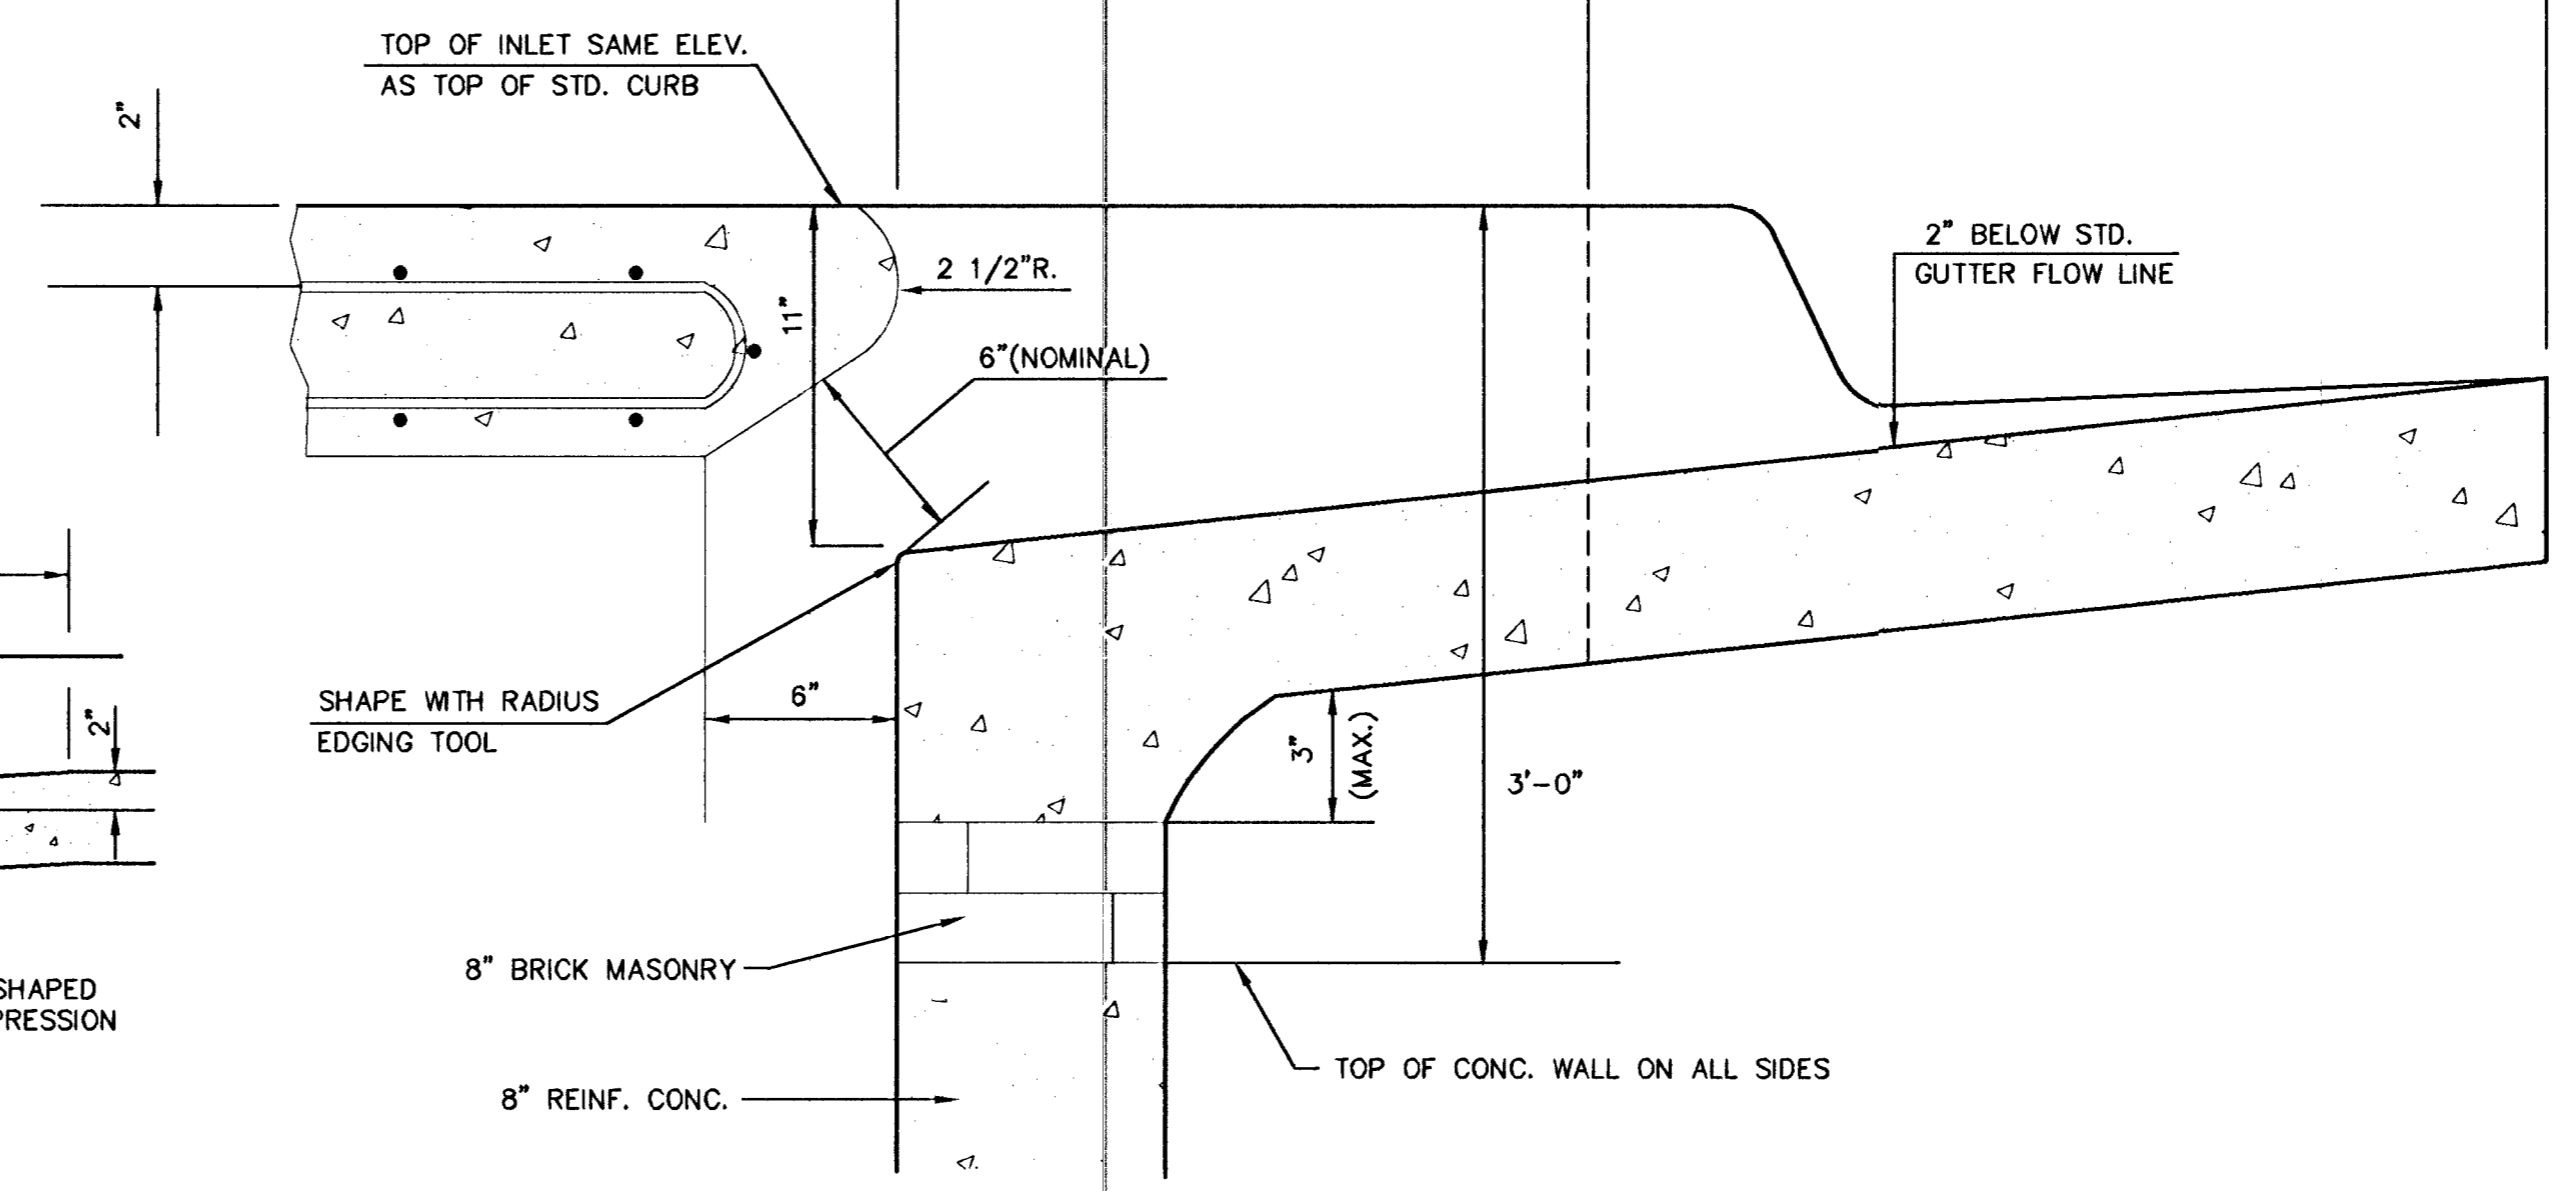 TOP OF INLET SAME ELEV.
AS TOP OF STD. CURB
2"
2" BELOW STD.
GUTTER FLOW LINE
2 1/2"R.
11"
6"(NOMINAL)
SHAPE WITH RADIUS
EDGING TOOL
6"
2"
3"
(MAX.)
3'-0"
8" BRICK MASONRY
SHAPED
PRESSION
TOP OF CONC. WALL ON ALL SIDES
8" REINF. CONC.